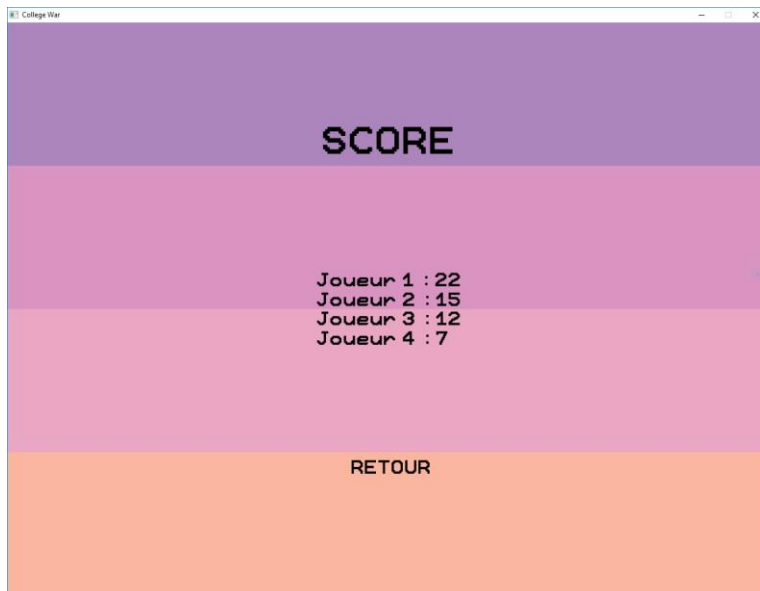 College War
SCORE
Joueur 1 :22
Joueur 2 :15
Joueur 3 :12
Joueur 4 :7
RETOUR